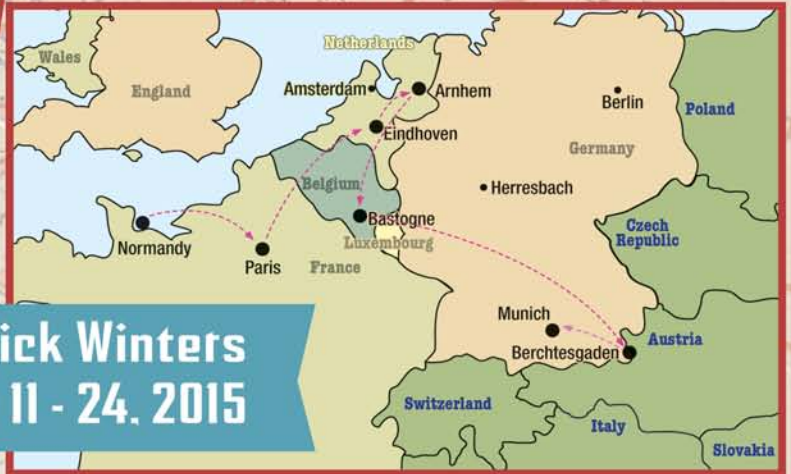 Netherlands
Wales
England
Amsterdam
Arnhem
Berlin
Poland
Eindhoven
Germany
Belgium
Herresbach
Bastogne
Czech
Republic
Normandy
Luxembourg
Paris
France
Munich
Austria
Berchtesgaden
ick Winters
11 - 24, 2015
Switzerland
Italy
Slovakia